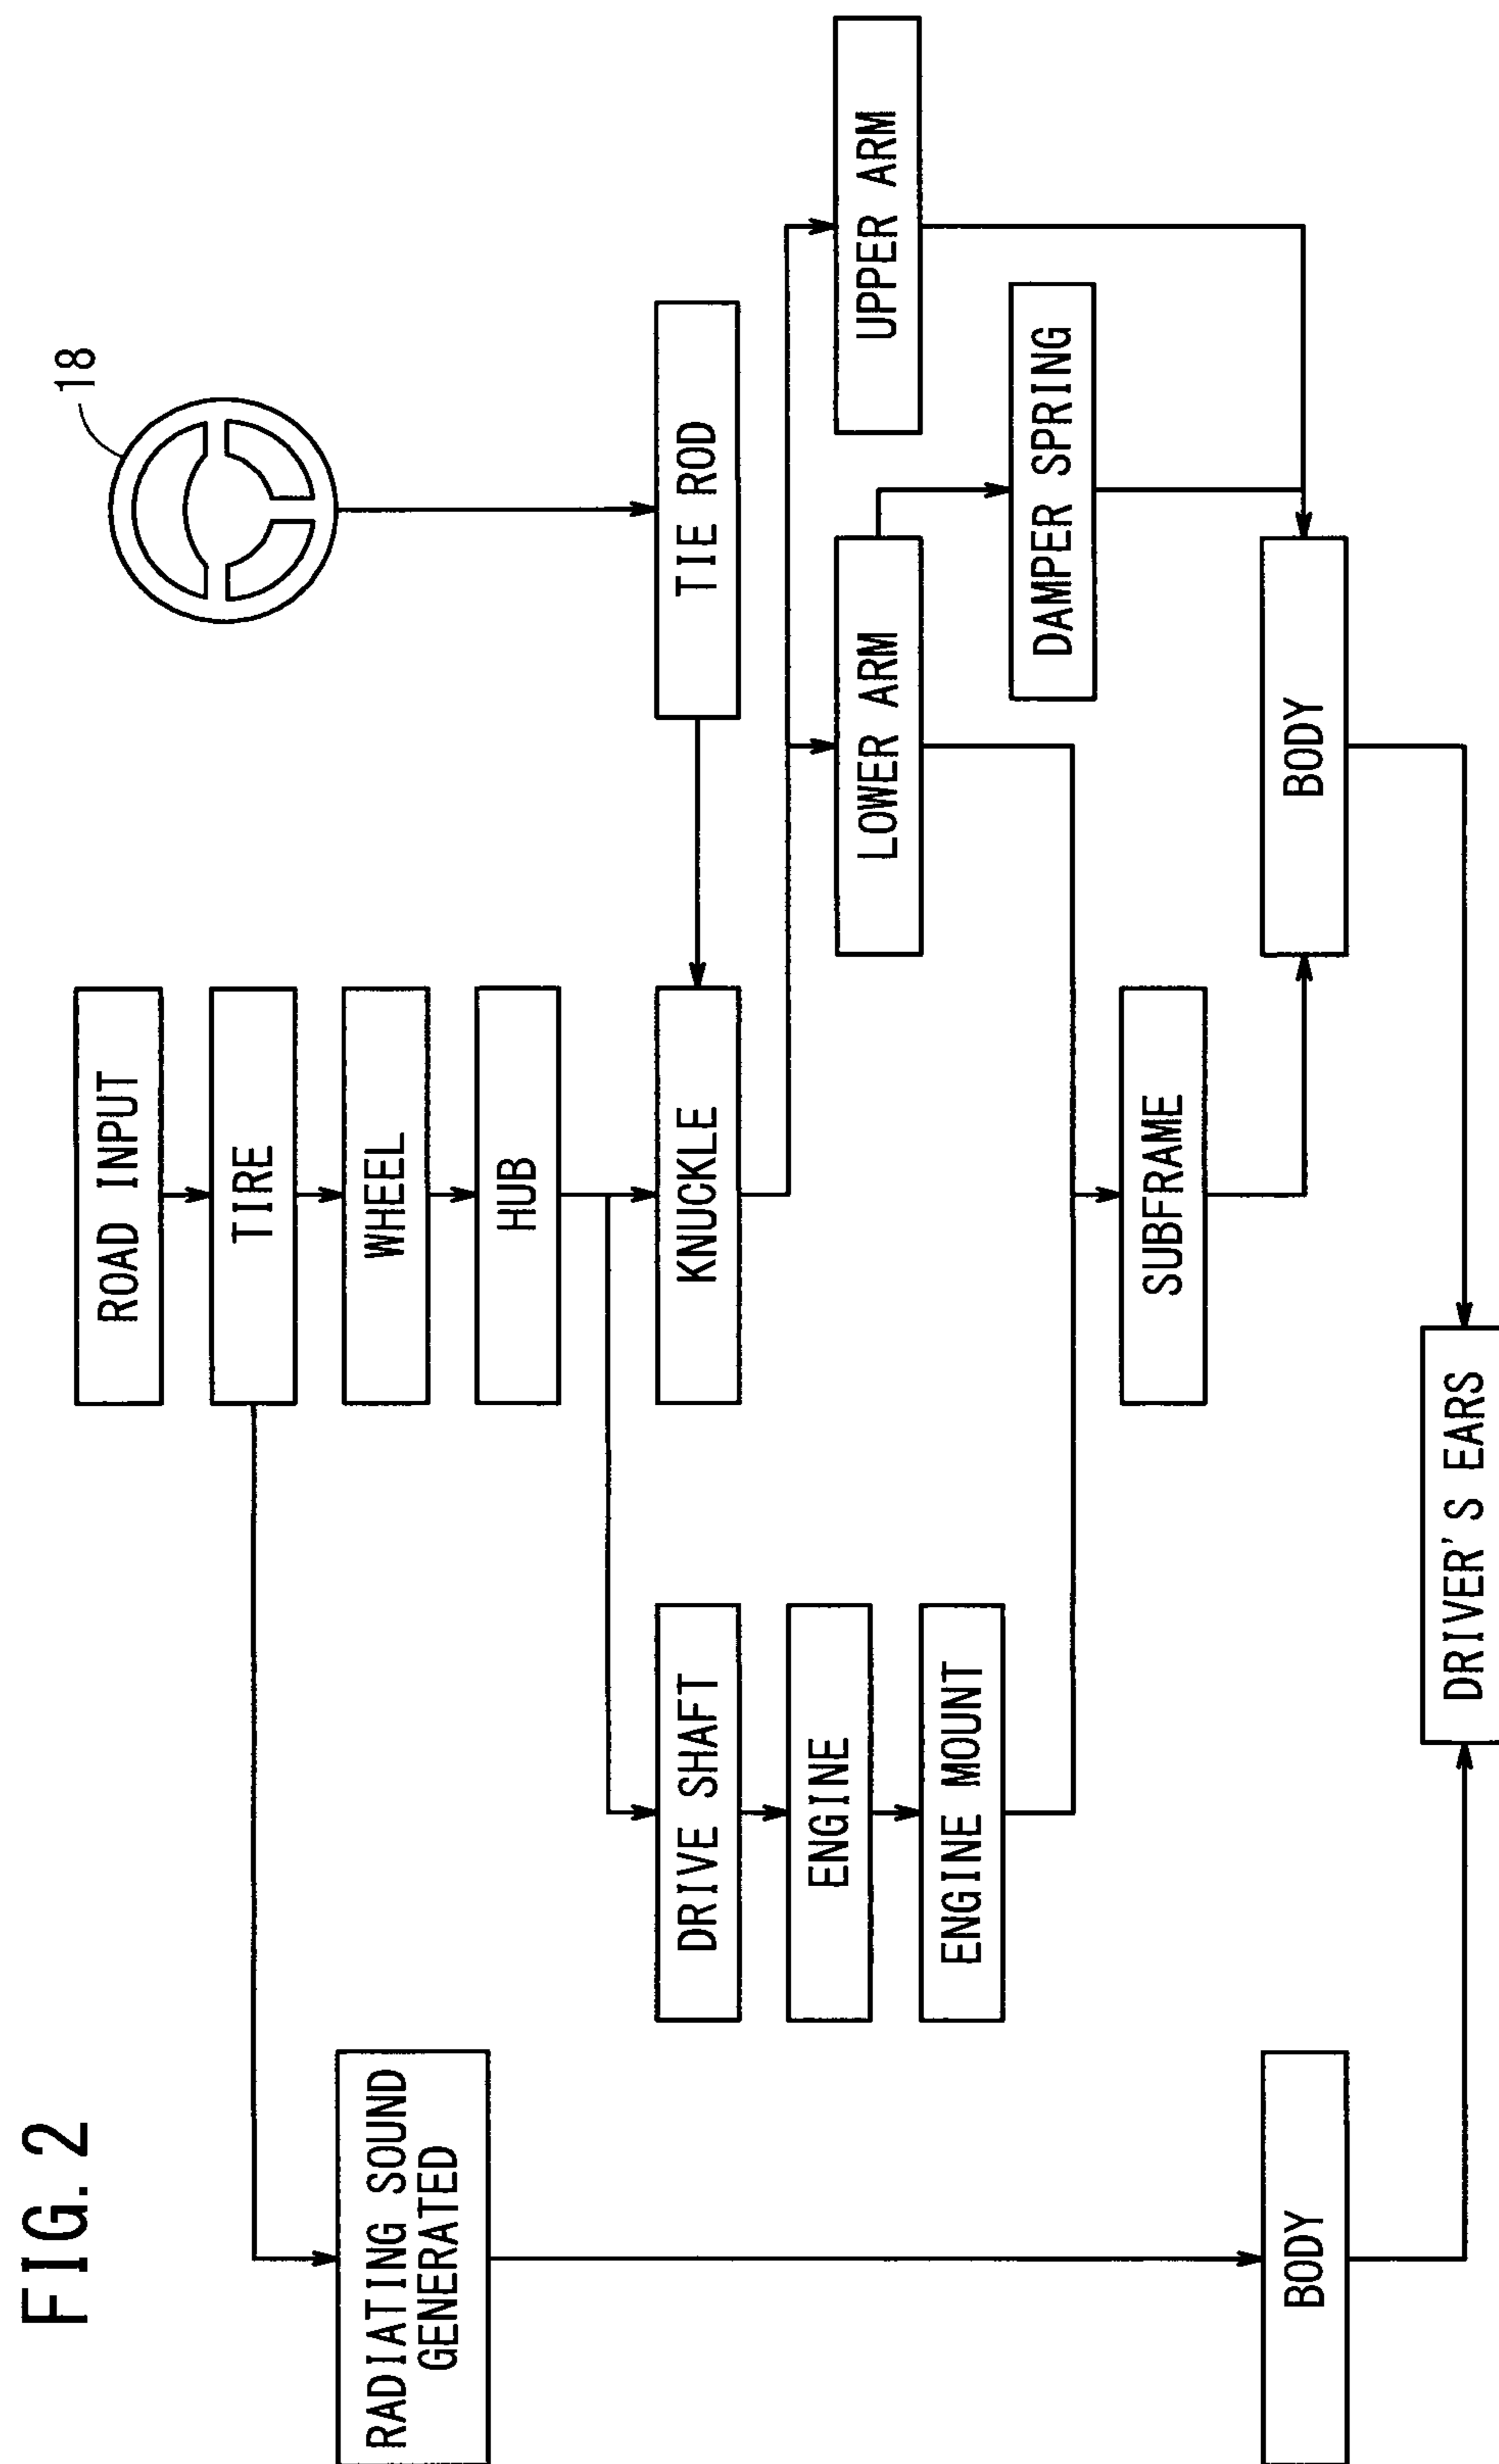 FIG. 2
18
ROAD INPUT
TIRE
RADIATING SOUND
GENERATED
WHEEL
HUB
DRIVE SHAFT
KNUCKLE
TIE ROD
ENGINE
LOWER ARM
UPPER ARM
ENGINE MOUNT
DAMPER SPRING
SUBFRAME
BODY
BODY
DRIVER'S EARS